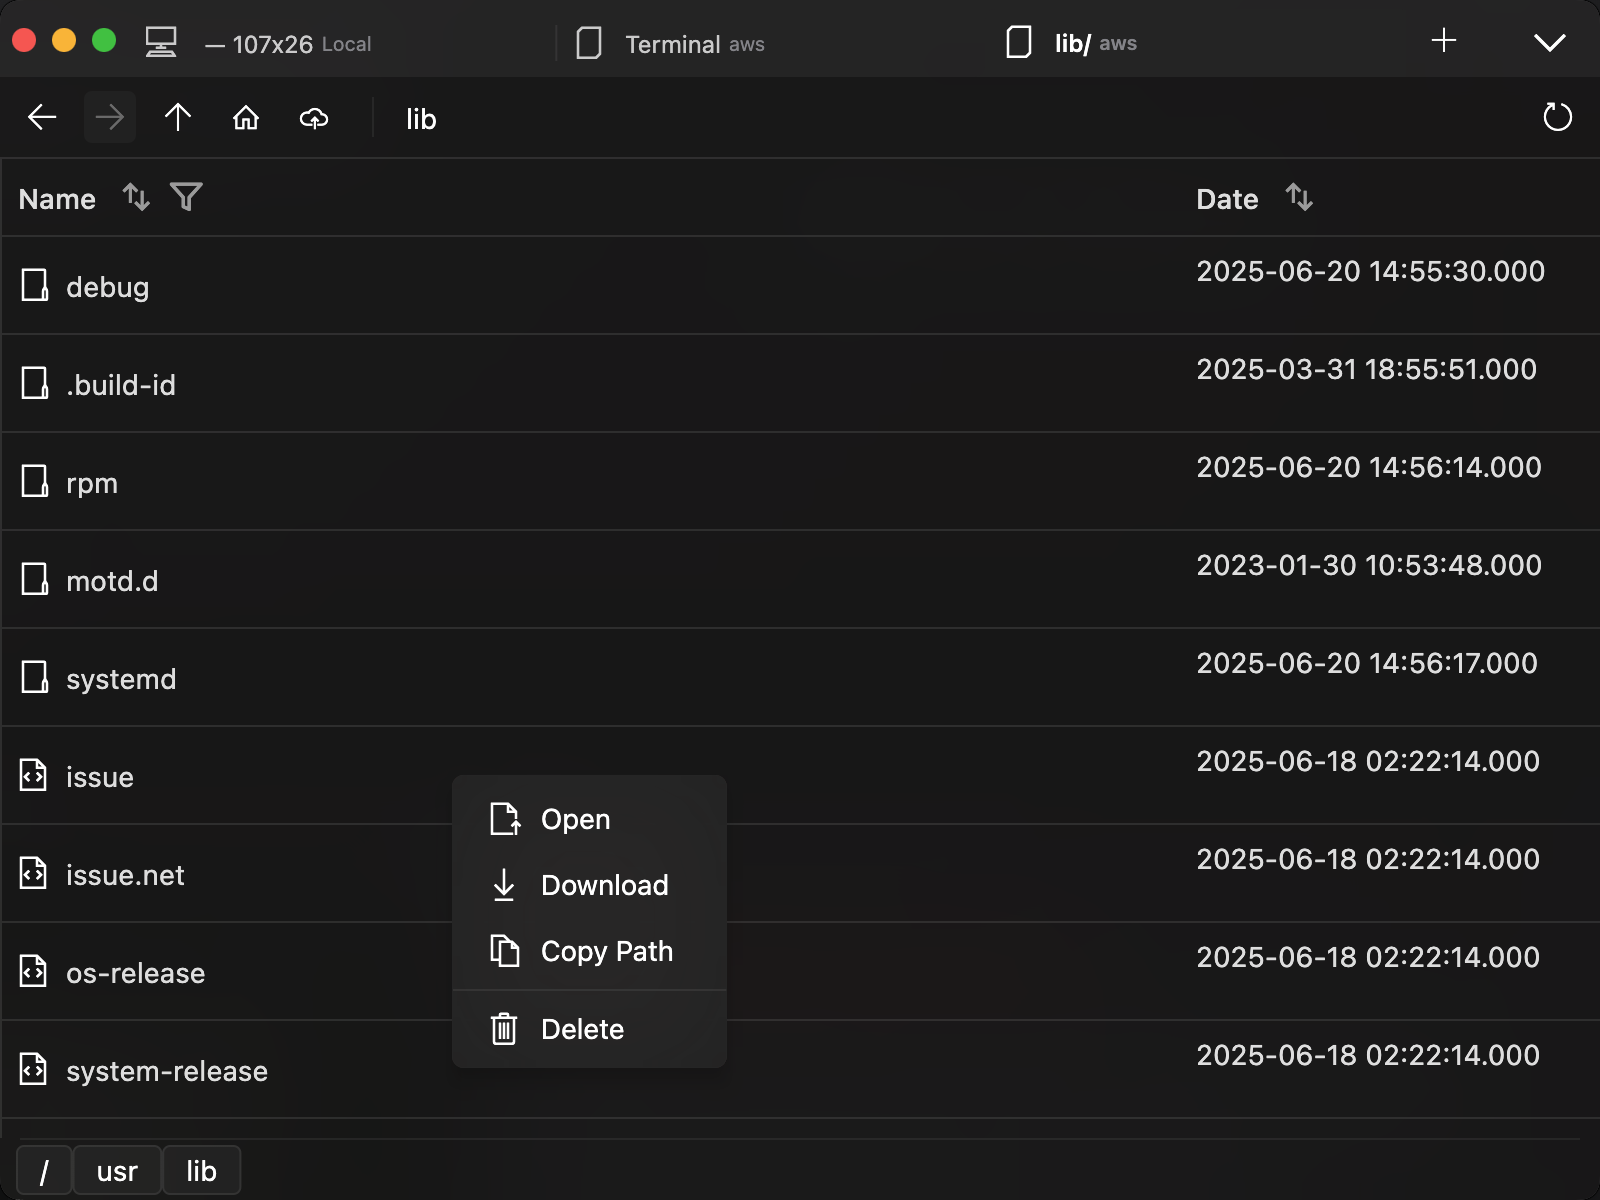 — 107x26 Local
Terminal aws
lib/ aws
lib
Name
Date
debug
2025-06-20 14:55:30.000
.build-id
2025-03-31 18:55:51.000
rpm
2025-06-20 14:56:14.000
motd.d
2023-01-30 10:53:48.000
systemd
2025-06-20 14:56:17.000
issue
2025-06-18 02:22:14.000
issue.net
2025-06-18 02:22:14.000
os-release
2025-06-18 02:22:14.000
system-release
2025-06-18 02:22:14.000
Open
Download
Copy Path
Delete
/ usr lib